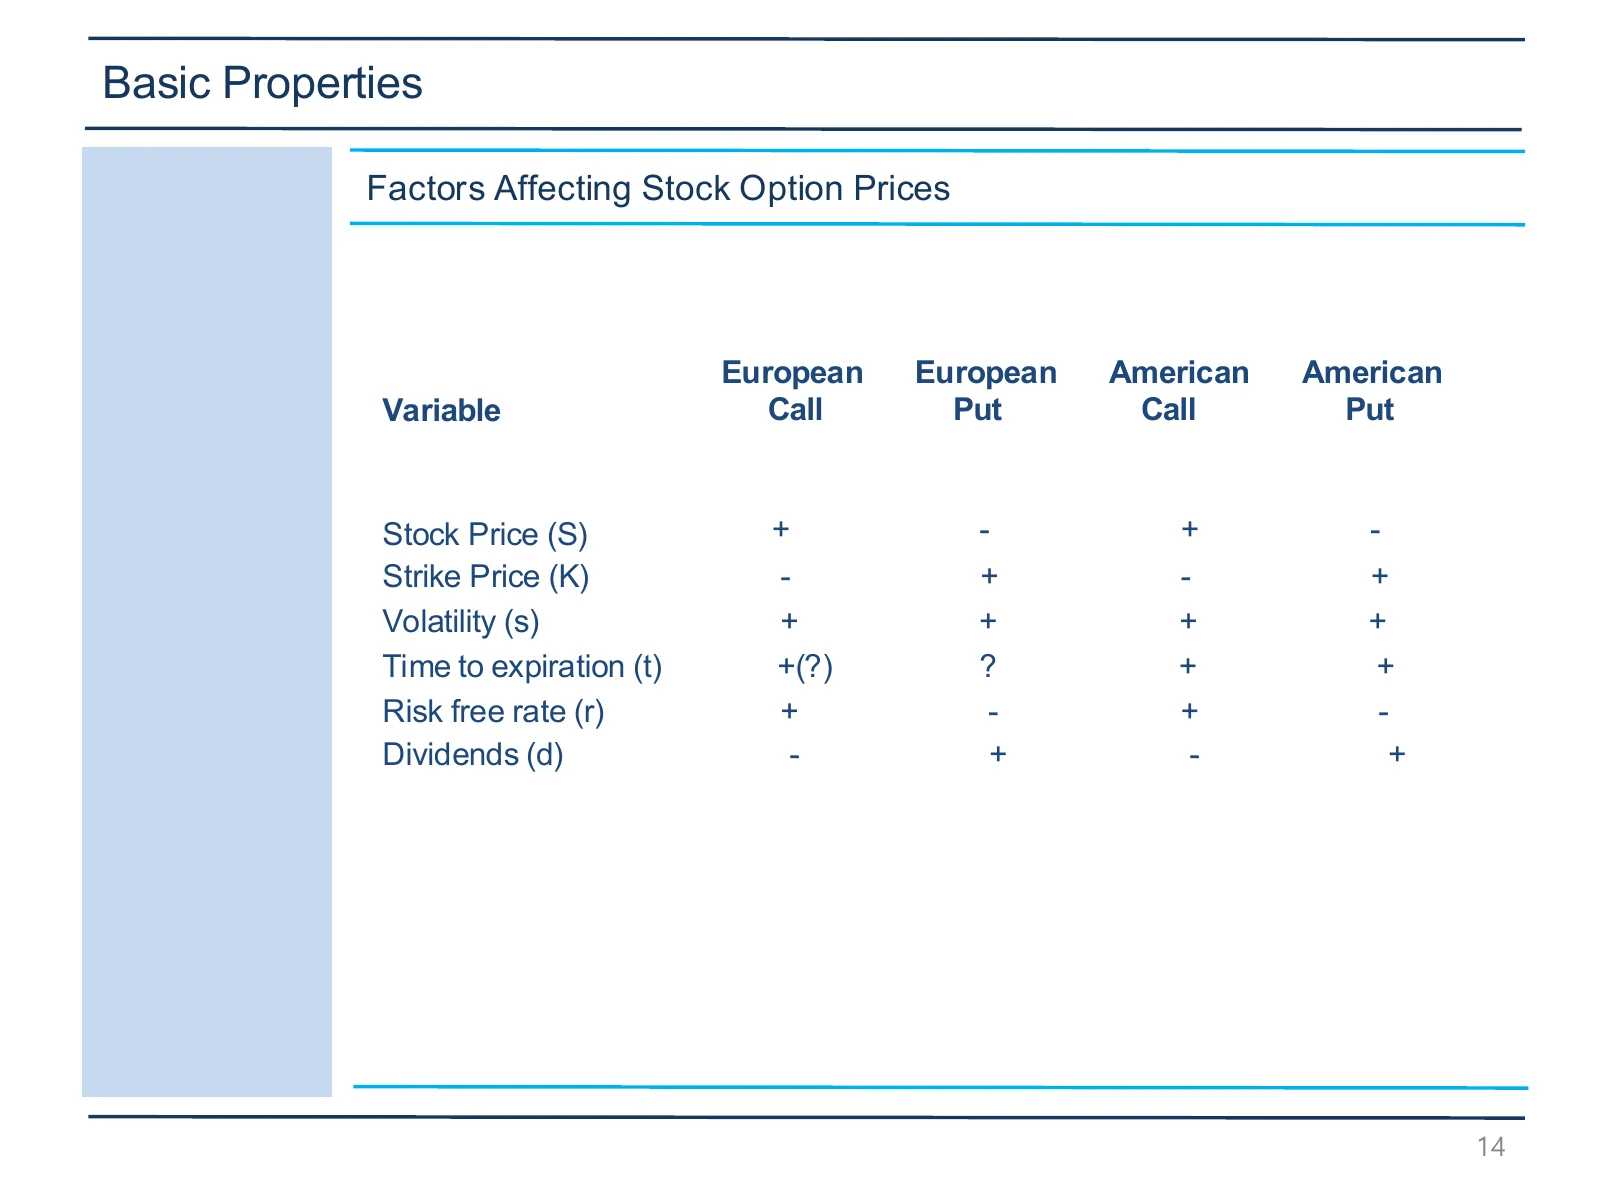 Basic Properties
Factors Affecting Stock Option Prices
European European American American
Variable Call Put Call Put
Stock Price (S) + - + -
Strike Price (K) - + - +
Volatility (s) + + + +
Time to expiration (t) +(?) ? + +
Risk free rate (r) + - + -
Dividends (d) - + - +
14